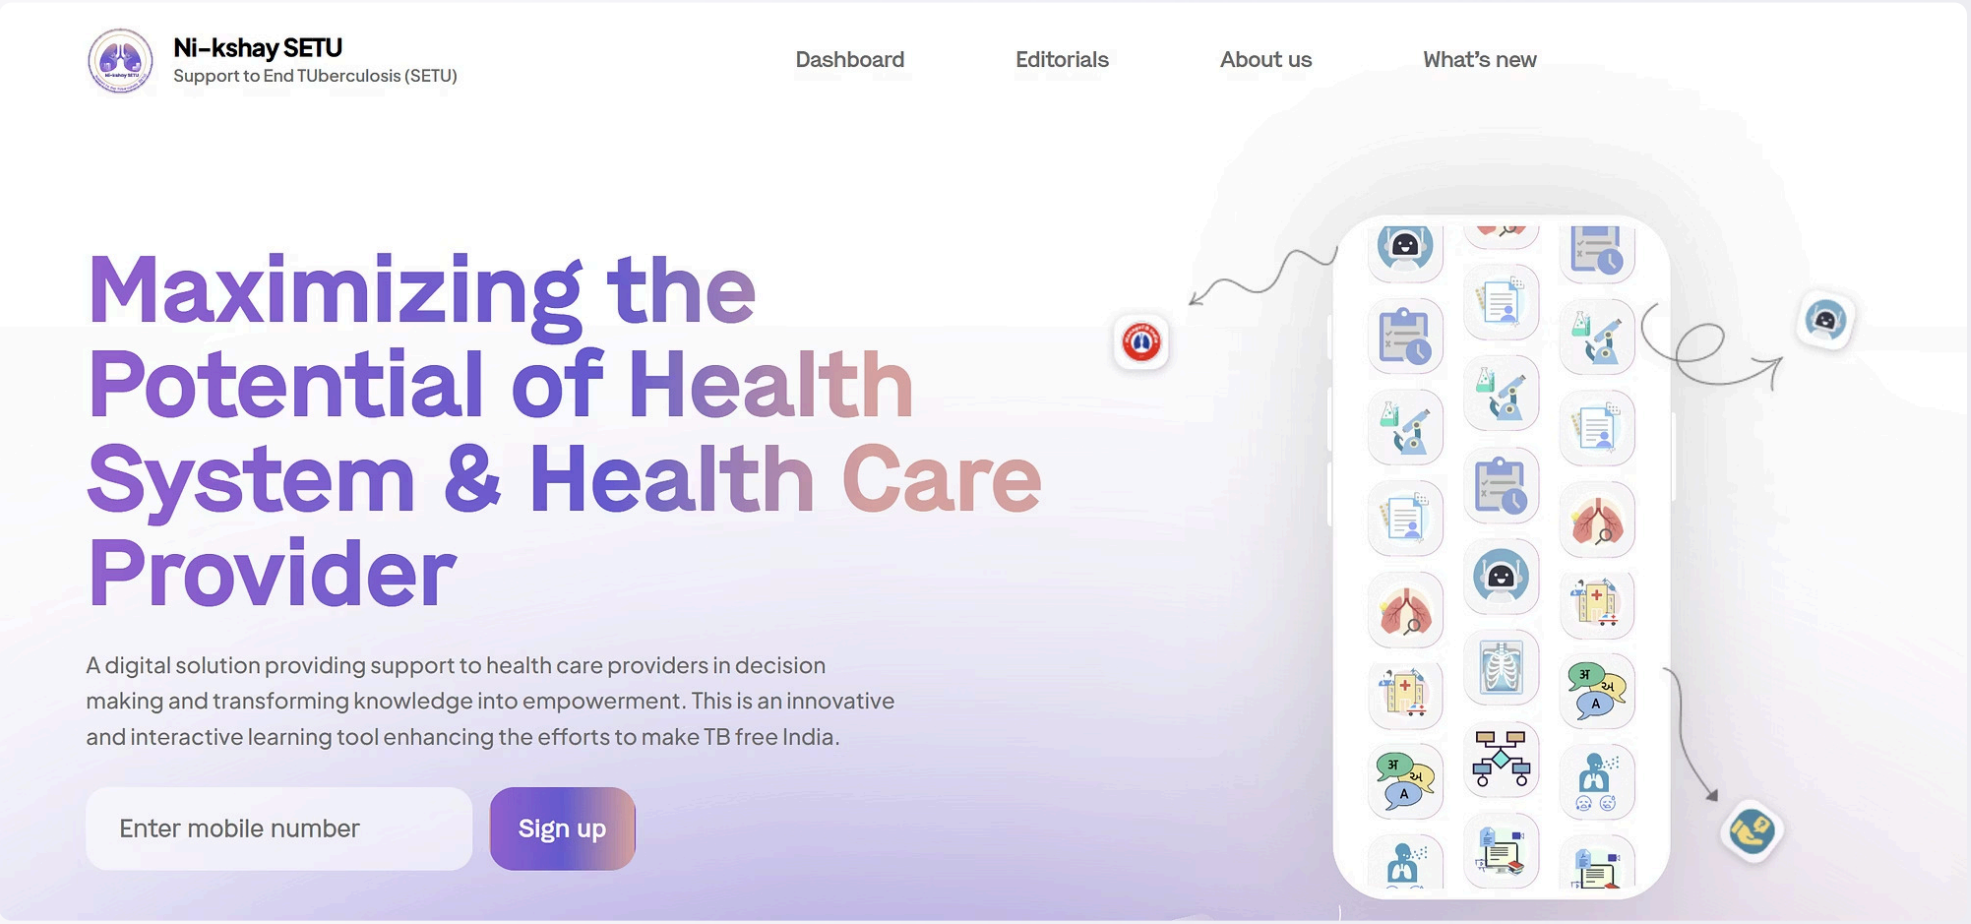 Ni-kshay SETU
Support to End TUberculosis (SETU)
Dashboard
Editorials
About us
What's new
Maximizing the
Potential of Health
System & Health Care
Provider
A digital solution providing support to health care providers in decision
making and transforming knowledge into empowerment. This is an innovative
and interactive learning tool enhancing the efforts to make TB free India.
Enter mobile number
Sign up
अ
અ
A
अ
અ
A